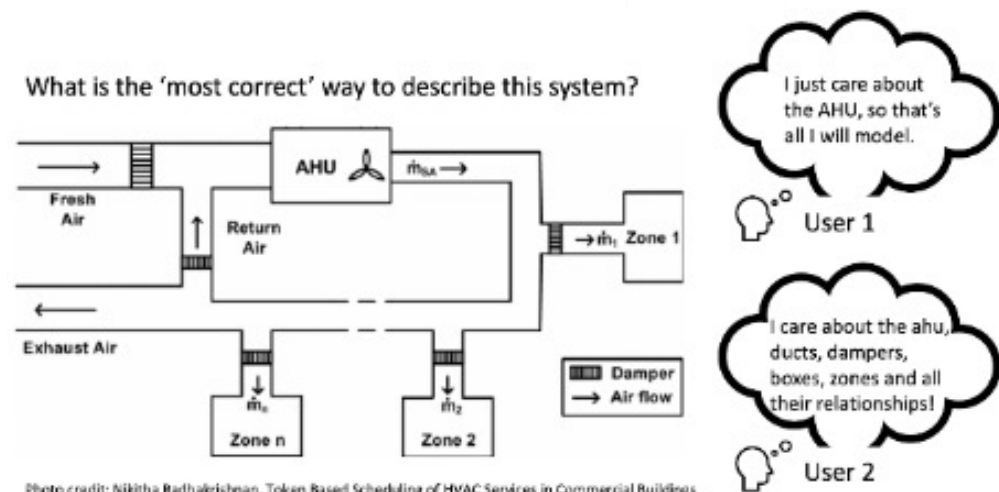 What is the 'most correct' way to describe this system?
AHU
ṁSA
Fresh
Air
Return
Air
ṁ1
Zone 1
Exhaust Air
ṁn
ṁ2
Zone n
Zone 2
Damper
Air flow
I just care about
the AHU, so that's
all I will model.
User 1
I care about the ahu,
ducts, dampers,
boxes, zones and all
their relationships!
User 2
Photo credit: Nikitha Radhakrishnan, Token Based Scheduling of HVAC Services in Commercial Buildings